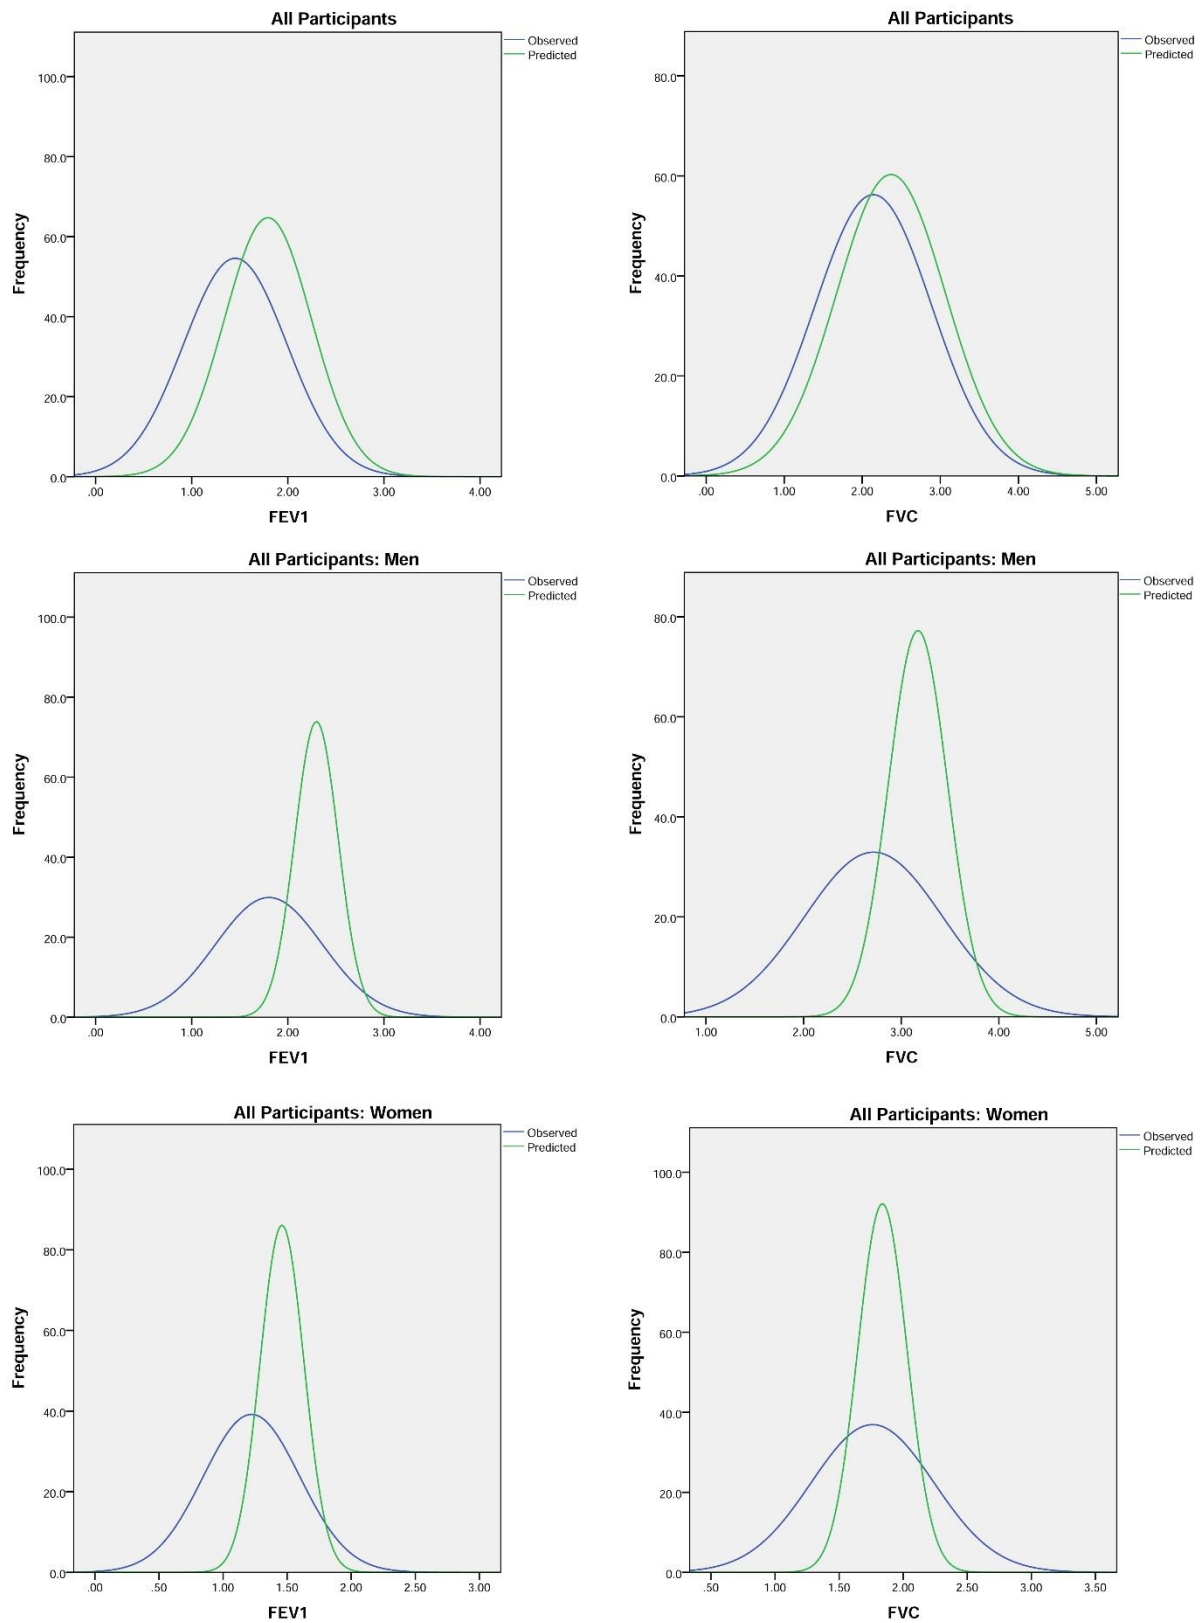 All Participants
Observed
Predicted
100.0
80.0
60.0
40.0
20.0
0.0
Frequency
.00 1.00 2.00 3.00 4.00
FEV1
All Participants
Observed
Predicted
80.0
60.0
40.0
20.0
0.0
Frequency
.00 1.00 2.00 3.00 4.00 5.00
FVC
All Participants: Men
Observed
Predicted
100.0
80.0
60.0
40.0
20.0
0.0
Frequency
.00 1.00 2.00 3.00 4.00
FEV1
All Participants: Men
Observed
Predicted
80.0
60.0
40.0
20.0
0.0
Frequency
1.00 2.00 3.00 4.00 5.00
FVC
All Participants: Women
Observed
Predicted
100.0
80.0
60.0
40.0
20.0
0.0
Frequency
.00 .50 1.00 1.50 2.00 2.50 3.00
FEV1
All Participants: Women
Observed
Predicted
100.0
80.0
60.0
40.0
20.0
0.0
Frequency
.50 1.00 1.50 2.00 2.50 3.00 3.50
FVC